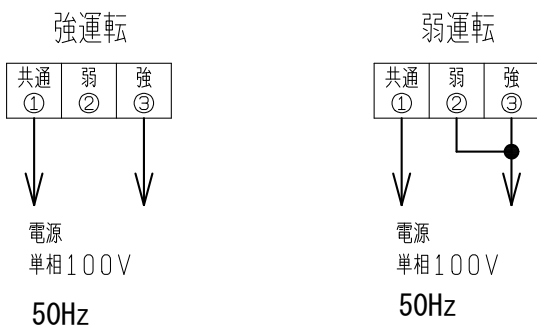 強運転
共通 弱 強
① ② ③
電源
単相100V
50Hz
弱運転
共通 弱 強
① ② ③
電源
単相100V
50Hz